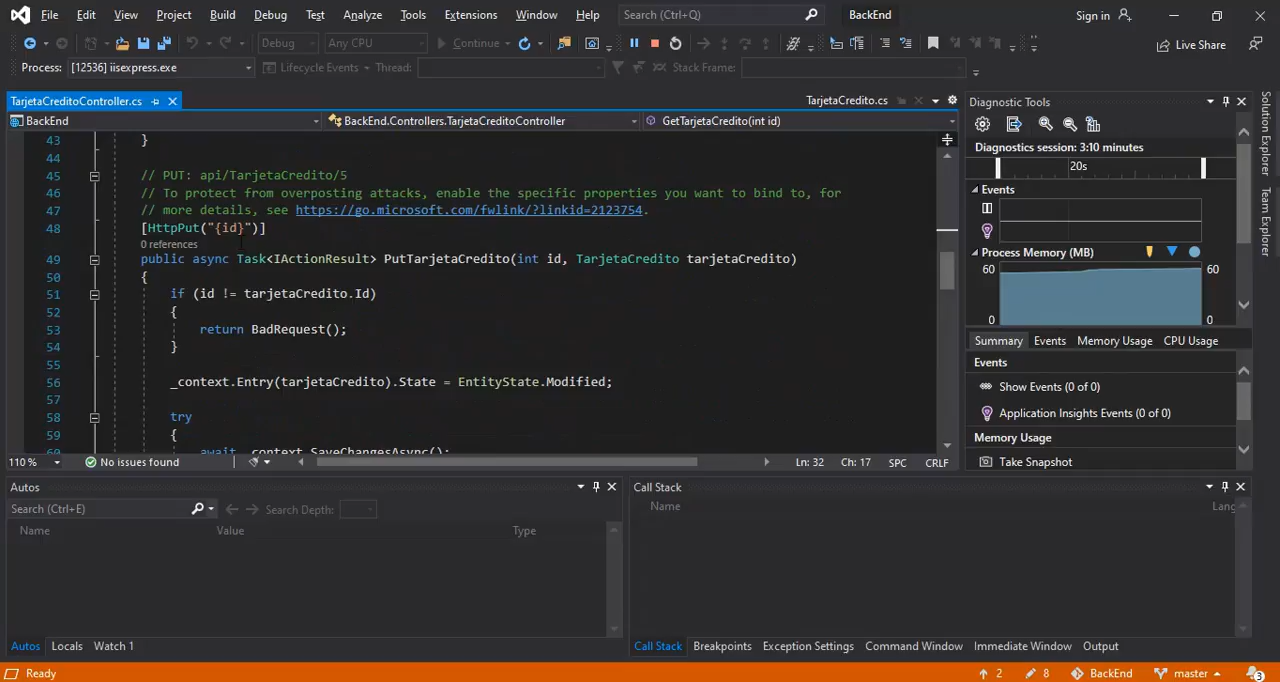 File Edit View Project Build Debug Test Analyze Tools Extensions Window Help Search (Ctrl+Q) BackEnd Sign in
Debug Any CPU Continue Live Share
Process: [12536] iisexpress.exe Lifecycle Events Thread: Stack Frame:
TarjetaCreditoController.cs TarjetaCredito.cs
BackEnd BackEnd.Controllers.TarjetaCreditoController GetTarjetaCredito(int id)
43 }
44
45 // PUT: api/TarjetaCredito/5
46 // To protect from overposting attacks, enable the specific properties you want to bind to, for
47 // more details, see https://go.microsoft.com/fwlink/?linkid=2123754.
48 [HttpPut("{id}")]
0 references
49 public async Task<IActionResult> PutTarjetaCredito(int id, TarjetaCredito tarjetaCredito)
50 {
51 if (id != tarjetaCredito.Id)
52 {
53 return BadRequest();
54 }
55
56 _context.Entry(tarjetaCredito).State = EntityState.Modified;
57
58 try
59 {
60 await _context.SaveChangesAsync();
110 % No issues found Ln: 32 Ch: 17 SPC CRLF
Diagnostic Tools
Diagnostics session: 3:10 minutes
20s
Events
Process Memory (MB)
60 60
0 0
Summary Events Memory Usage CPU Usage
Events
Show Events (0 of 0)
Application Insights Events (0 of 0)
Memory Usage
Take Snapshot
Solution Explorer
Team Explorer
Autos
Search (Ctrl+E) Search Depth:
Name Value Type
Autos Locals Watch 1
Call Stack
Name Lang
Call Stack Breakpoints Exception Settings Command Window Immediate Window Output
Ready 2 8 BackEnd master 3